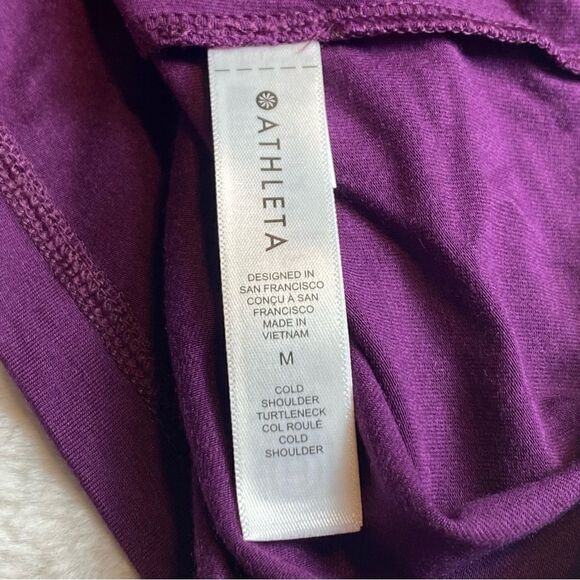 ATHLETA
DESIGNED IN
SAN FRANCISCO
CONÇU À SAN
FRANCISCO
MADE IN
VIETNAM
M
COLD
SHOULDER
TURTLENECK
COL ROULÉ
COLD
SHOULDER